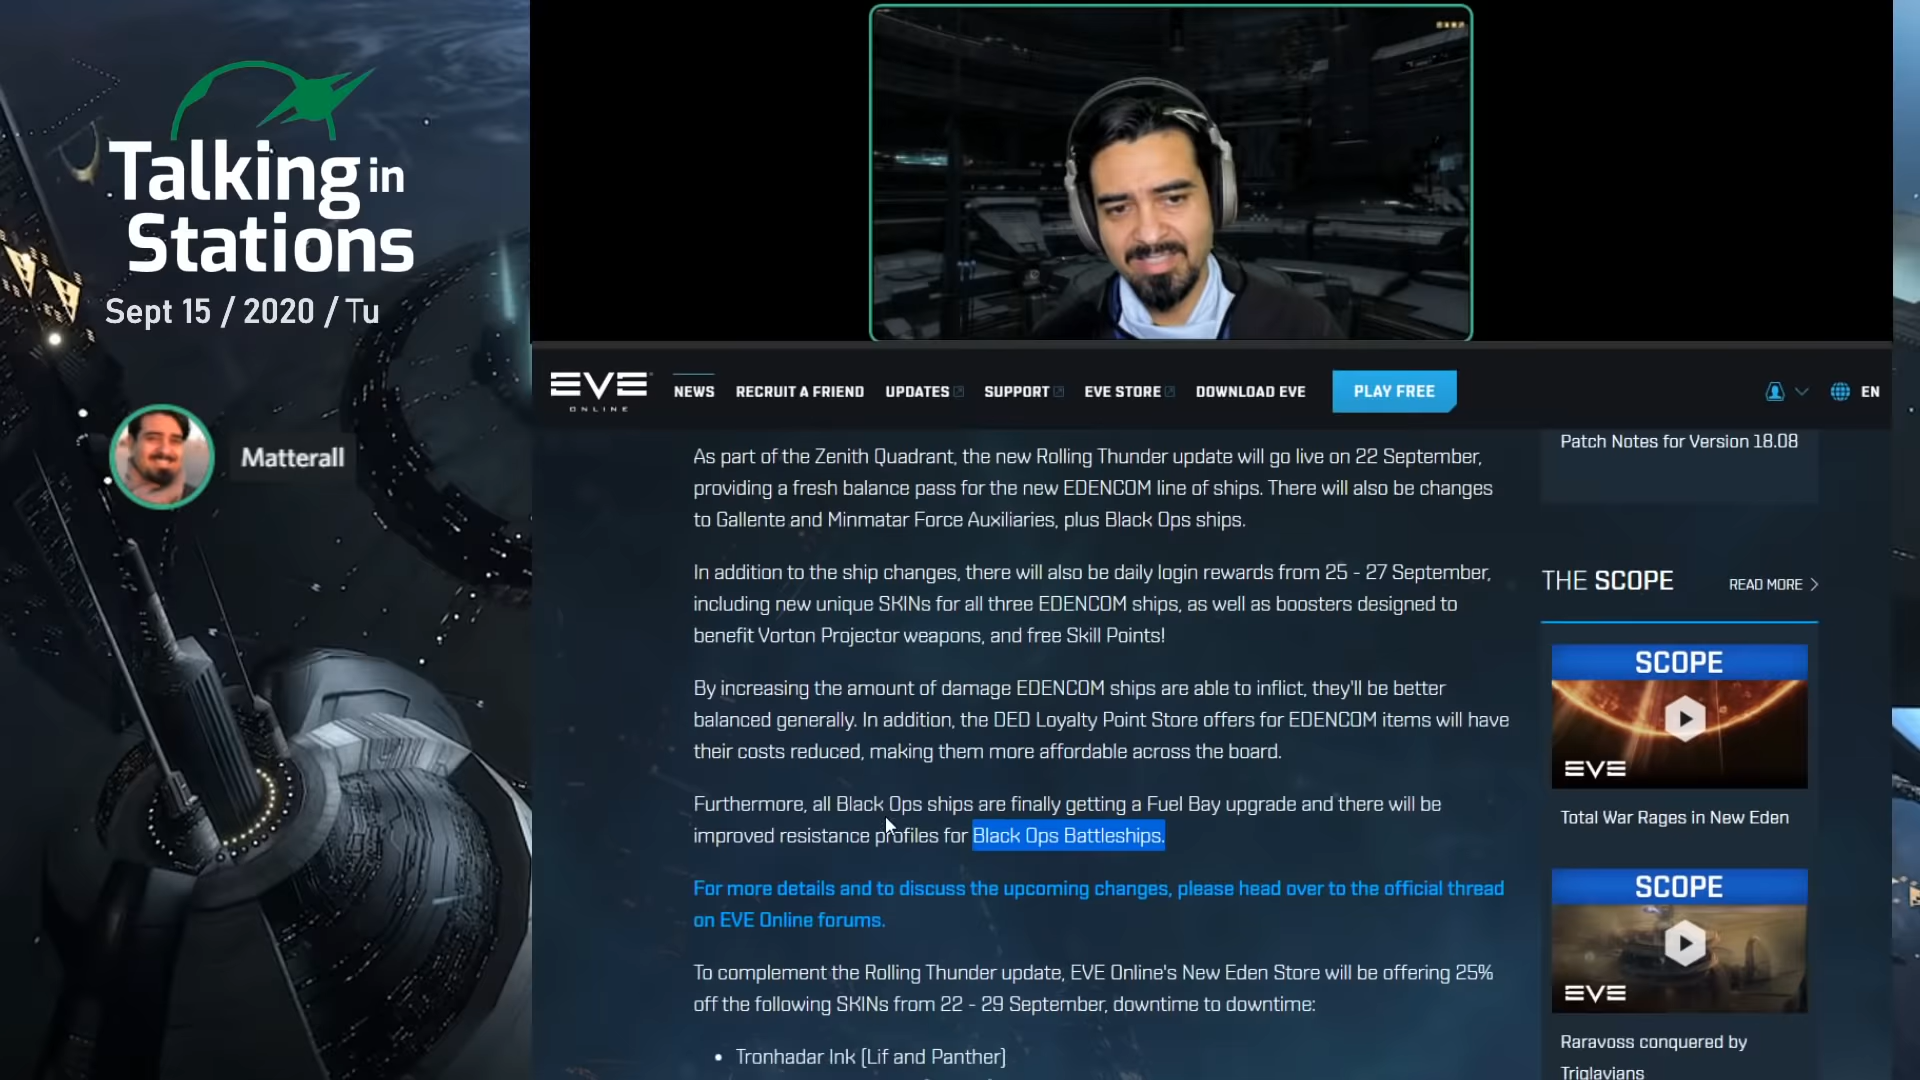 Talking in
Stations
Sept 15 / 2020 / Tu
Matterall
EVE
ONLINE
NEWS
RECRUIT A FRIEND
UPDATES
SUPPORT
EVE STORE
DOWNLOAD EVE
PLAY FREE
EN
As part of the Zenith Quadrant, the new Rolling Thunder update will go live on 22 September,
providing a fresh balance pass for the new EDENCOM line of ships. There will also be changes
to Gallente and Minmatar Force Auxiliaries, plus Black Ops ships.
In addition to the ship changes, there will also be daily login rewards from 25 - 27 September,
including new unique SKINs for all three EDENCOM ships, as well as boosters designed to
benefit Vorton Projector weapons, and free Skill Points!
By increasing the amount of damage EDENCOM ships are able to inflict, they'll be better
balanced generally. In addition, the DED Loyalty Point Store offers for EDENCOM items will have
their costs reduced, making them more affordable across the board.
Furthermore, all Black Ops ships are finally getting a Fuel Bay upgrade and there will be
improved resistance profiles for Black Ops Battleships.
For more details and to discuss the upcoming changes, please head over to the official thread
on EVE Online forums.
To complement the Rolling Thunder update, EVE Online's New Eden Store will be offering 25%
off the following SKINs from 22 - 29 September, downtime to downtime:
• Tronhadar Ink (Lif and Panther)
Patch Notes for Version 18.08
THE SCOPE
READ MORE
SCOPE
EVE
Total War Rages in New Eden
SCOPE
EVE
Raravoss conquered by
Triglavians